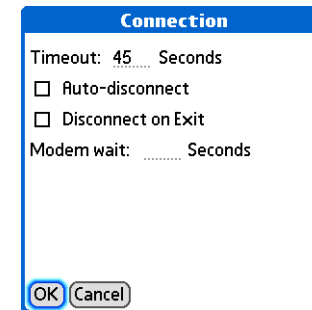 Connection
Timeout: 45 Seconds
Auto-disconnect
Disconnect on Exit
Modem wait: Seconds
OK Cancel